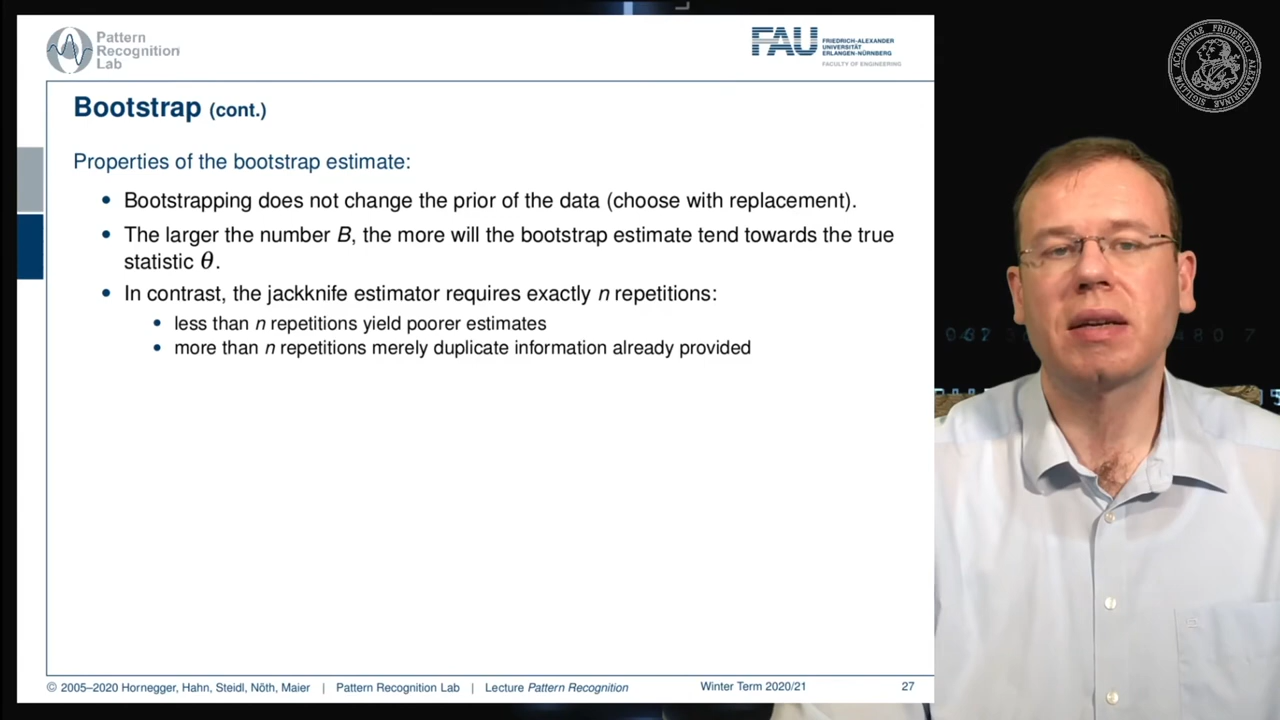 Pattern
Recognition
Lab
FAU
FRIEDRICH-ALEXANDER
UNIVERSITÄT
ERLANGEN-NÜRNBERG
FACULTY OF ENGINEERING
Bootstrap (cont.)
Properties of the bootstrap estimate:
• Bootstrapping does not change the prior of the data (choose with replacement).
• The larger the number B, the more will the bootstrap estimate tend towards the true
statistic θ.
• In contrast, the jackknife estimator requires exactly n repetitions:
• less than n repetitions yield poorer estimates
• more than n repetitions merely duplicate information already provided
© 2005–2020 Hornegger, Hahn, Steidl, Nöth, Maier | Pattern Recognition Lab | Lecture Pattern Recognition Winter Term 2020/21 27